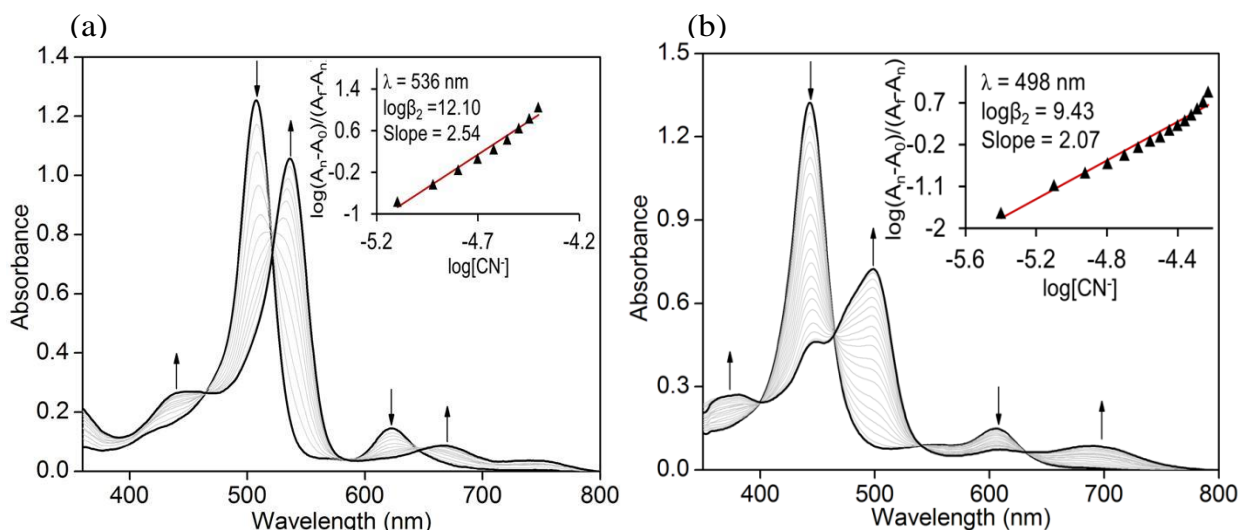 (a)
1.4
1.2
1.0
0.8
0.6
0.4
0.2
0.0
Absorbance
400 500 600 700 800
Wavelength (nm)
λ = 536 nm
logβ₂ =12.10
Slope = 2.54
1.4
0.6
-0.2
-1
log(Aₙ-A₀)/(A_f-Aₙ)
-5.2 -4.7 -4.2
log[CN⁻]
(b)
1.5
1.2
0.9
0.6
0.3
0.0
Absorbance
400 500 600 700 800
Wavelength (nm)
λ = 498 nm
logβ₂ = 9.43
Slope = 2.07
0.7
-0.2
-1.1
-2
log(Aₙ-A₀)/(A_f-Aₙ)
-5.6 -5.2 -4.8 -4.4
log[CN⁻]